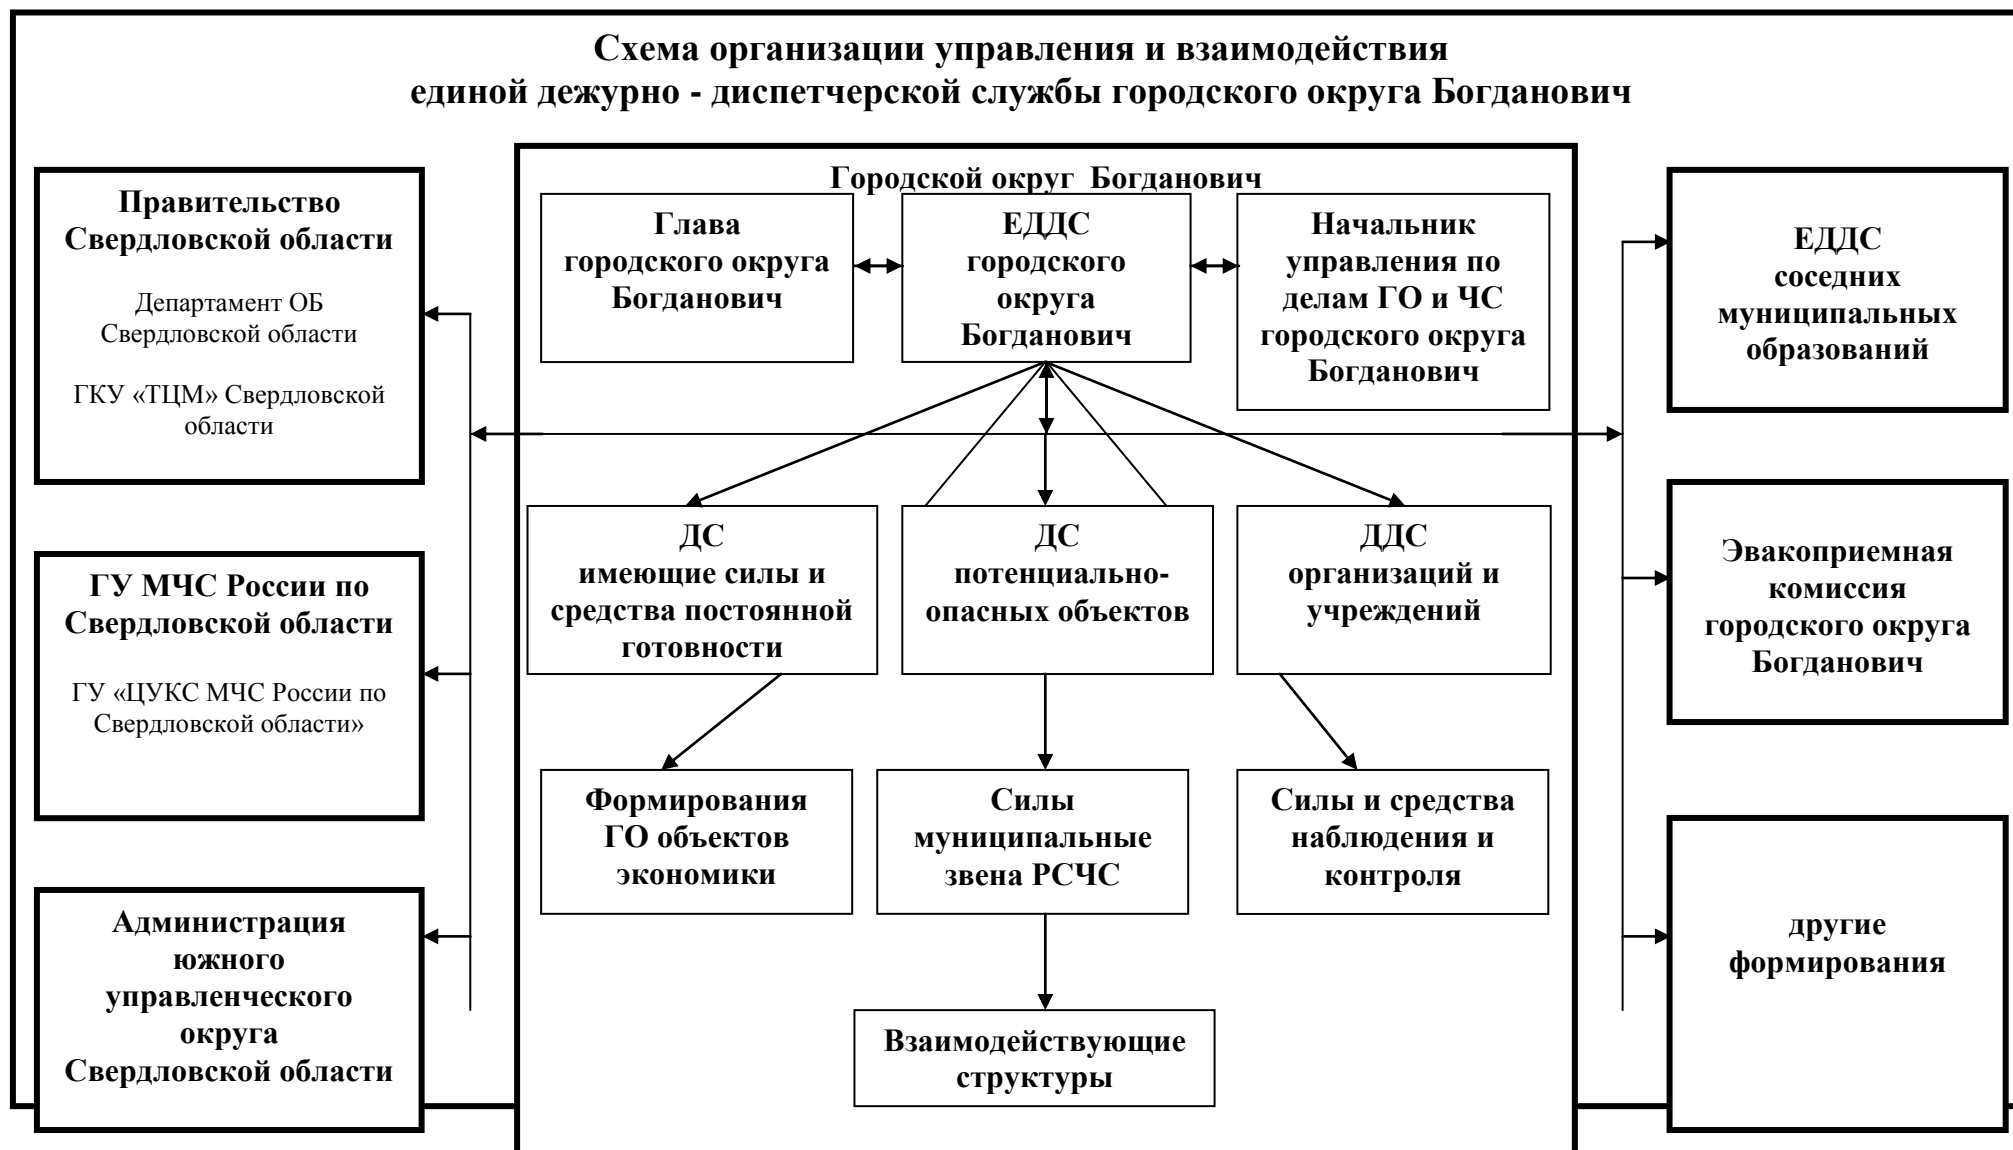 Схема организации управления и взаимодействия
единой дежурно - диспетчерской службы городского округа Богданович
Правительство
Свердловской области
Департамент ОБ
Свердловской области
ГКУ «ТЦМ» Свердловской
области
ГУ МЧС России по
Свердловской области
ГУ «ЦУКС МЧС России по
Свердловской области»
Администрация
южного
управленческого
округа
Свердловской области
Городской округ Богданович
Глава
городского округа
Богданович
ЕДДС
городского
округа
Богданович
Начальник
управления по
делам ГО и ЧС
городского округа
Богданович
ДС
имеющие силы и
средства постоянной
готовности
ДС
потенциально-
опасных объектов
ДДС
организаций и
учреждений
Формирования
ГО объектов
экономики
Силы
муниципальные
звена РСЧС
Силы и средства
наблюдения и
контроля
Взаимодействующие
структуры
ЕДДС
соседних
муниципальных
образований
Эвакоприемная
комиссия
городского округа
Богданович
другие
формирования